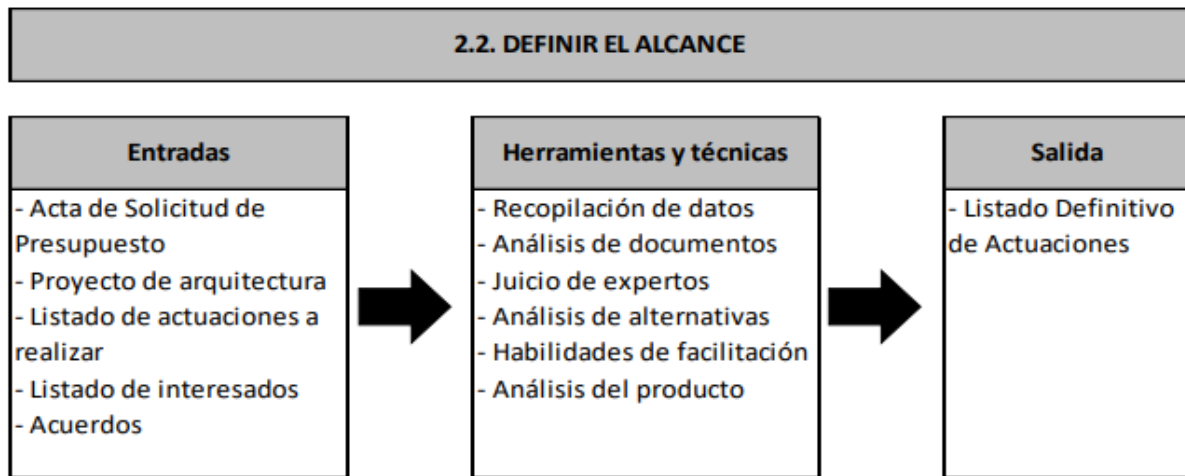 2.2. DEFINIR EL ALCANCE
Entradas
- Acta de Solicitud de
Presupuesto
- Proyecto de arquitectura
- Listado de actuaciones a
realizar
- Listado de interesados
- Acuerdos
Herramientas y técnicas
- Recopilación de datos
- Análisis de documentos
- Juicio de expertos
- Análisis de alternativas
- Habilidades de facilitación
- Análisis del producto
Salida
- Listado Definitivo
de Actuaciones